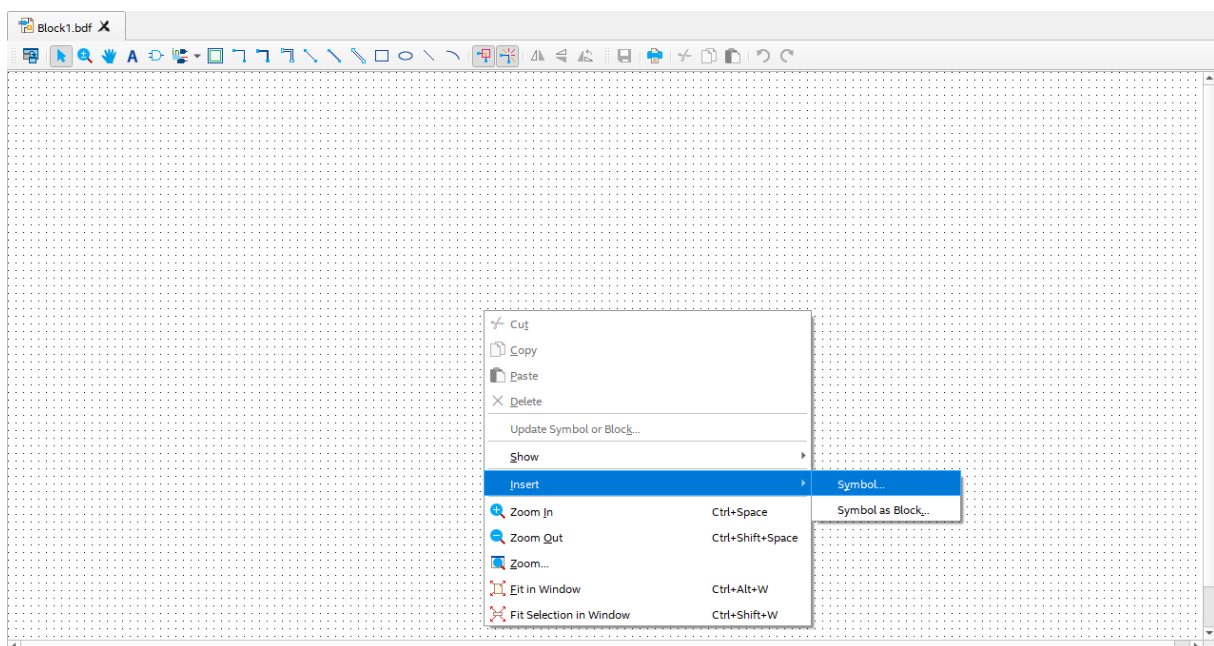 Block1.bdf
Cut
Copy
Paste
Delete
Update Symbol or Block...
Show
Insert
Symbol...
Zoom In Ctrl+Space
Symbol as Block...
Zoom Out Ctrl+Shift+Space
Zoom...
Fit in Window Ctrl+Alt+W
Fit Selection in Window Ctrl+Shift+W